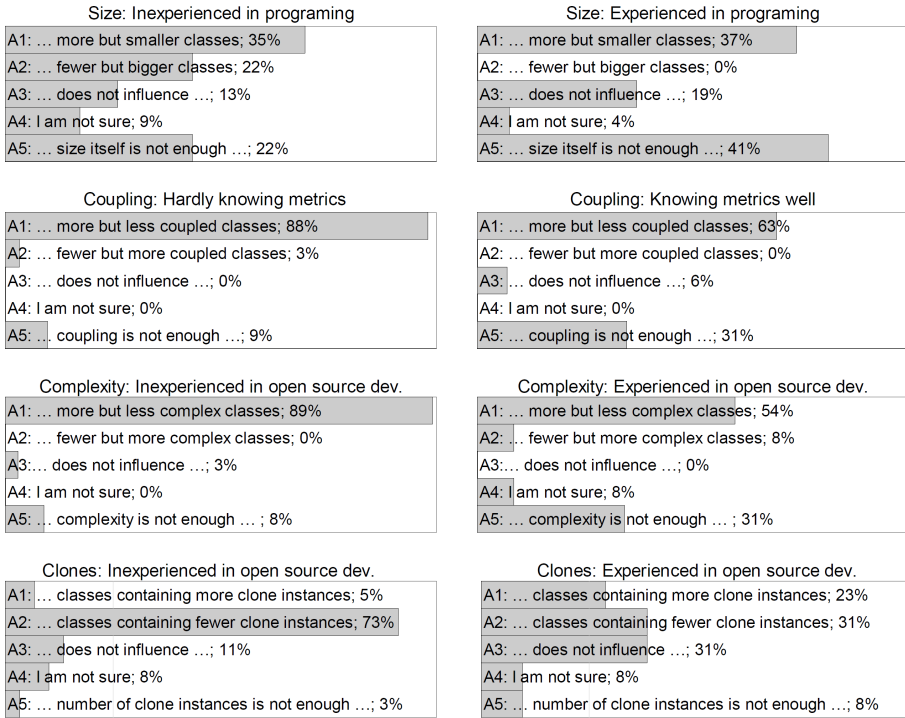 Size: Inexperienced in programing
A1: … more but smaller classes; 35%
A2: … fewer but bigger classes; 22%
A3: … does not influence …; 13%
A4: I am not sure; 9%
A5: … size itself is not enough …; 22%
Size: Experienced in programing
A1: … more but smaller classes; 37%
A2: … fewer but bigger classes; 0%
A3: … does not influence …; 19%
A4: I am not sure; 4%
A5: … size itself is not enough …; 41%
Coupling: Hardly knowing metrics
A1: … more but less coupled classes; 88%
A2: … fewer but more coupled classes; 3%
A3: … does not influence …; 0%
A4: I am not sure; 0%
A5: … coupling is not enough …; 9%
Coupling: Knowing metrics well
A1: … more but less coupled classes; 63%
A2: … fewer but more coupled classes; 0%
A3: … does not influence …; 6%
A4: I am not sure; 0%
A5: … coupling is not enough …; 31%
Complexity: Inexperienced in open source dev.
A1: … more but less complex classes; 89%
A2: … fewer but more complex classes; 0%
A3:… does not influence …; 3%
A4: I am not sure; 0%
A5: … complexity is not enough … ; 8%
Complexity: Experienced in open source dev.
A1: … more but less complex classes; 54%
A2: … fewer but more complex classes; 8%
A3:… does not influence …; 0%
A4: I am not sure; 8%
A5: … complexity is not enough … ; 31%
Clones: Inexperienced in open source dev.
A1: … classes containing more clone instances; 5%
A2: … classes containing fewer clone instances; 73%
A3: … does not influence …; 11%
A4: I am not sure; 8%
A5: … number of clone instances is not enough …; 3%
Clones: Experienced in open source dev.
A1: … classes containing more clone instances; 23%
A2: … classes containing fewer clone instances; 31%
A3: … does not influence …; 31%
A4: I am not sure; 8%
A5: … number of clone instances is not enough …; 8%